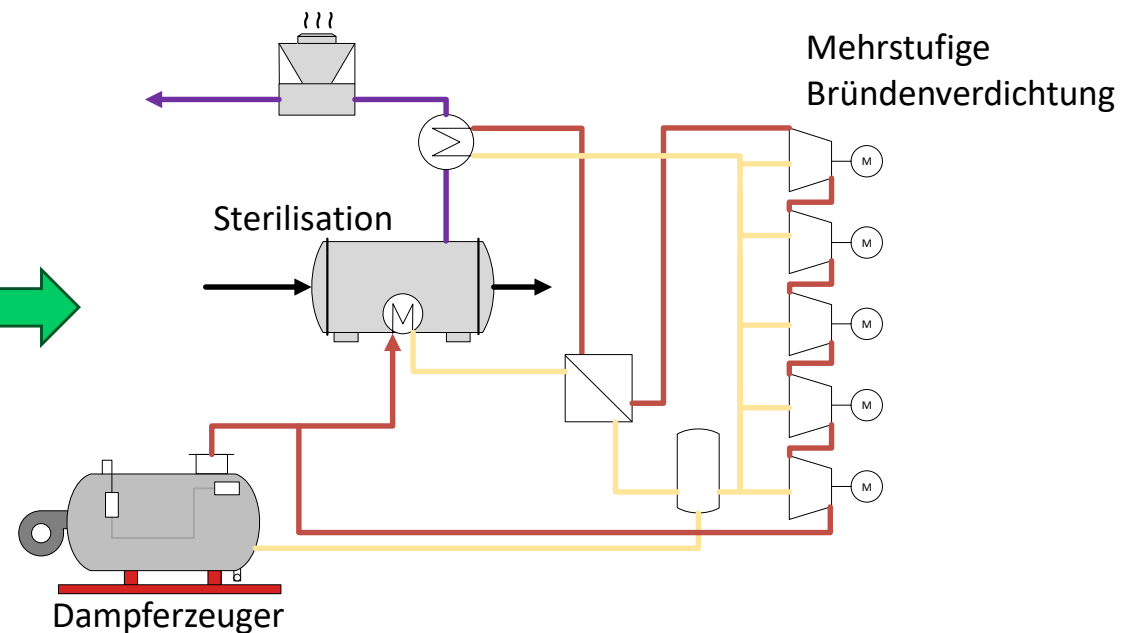 Mehrstufige
Bründenverdichtung
M
Sterilisation
M
M
M
M
Dampferzeuger